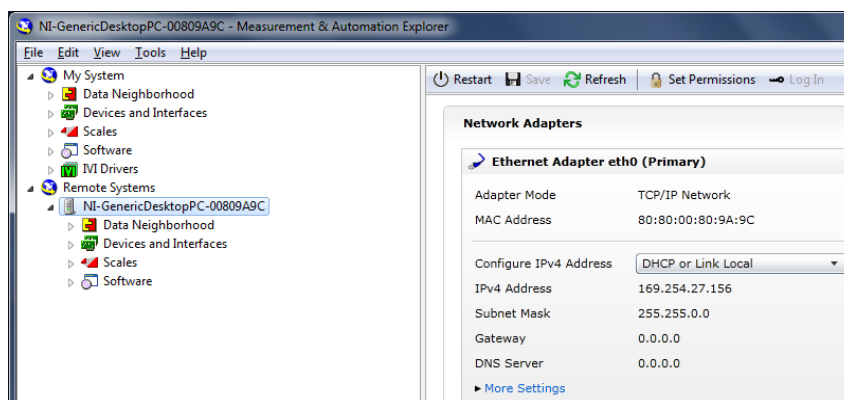 NI-GenericDesktopPC-00809A9C - Measurement & Automation Explorer
File Edit View Tools Help
My System
Data Neighborhood
Devices and Interfaces
Scales
Software
IVI Drivers
Remote Systems
NI-GenericDesktopPC-00809A9C
Data Neighborhood
Devices and Interfaces
Scales
Software
Restart Save Refresh Set Permissions Log In
Network Adapters
Ethernet Adapter eth0 (Primary)
Adapter Mode TCP/IP Network
MAC Address 80:80:00:80:9A:9C
Configure IPv4 Address DHCP or Link Local
IPv4 Address 169.254.27.156
Subnet Mask 255.255.0.0
Gateway 0.0.0.0
DNS Server 0.0.0.0
More Settings